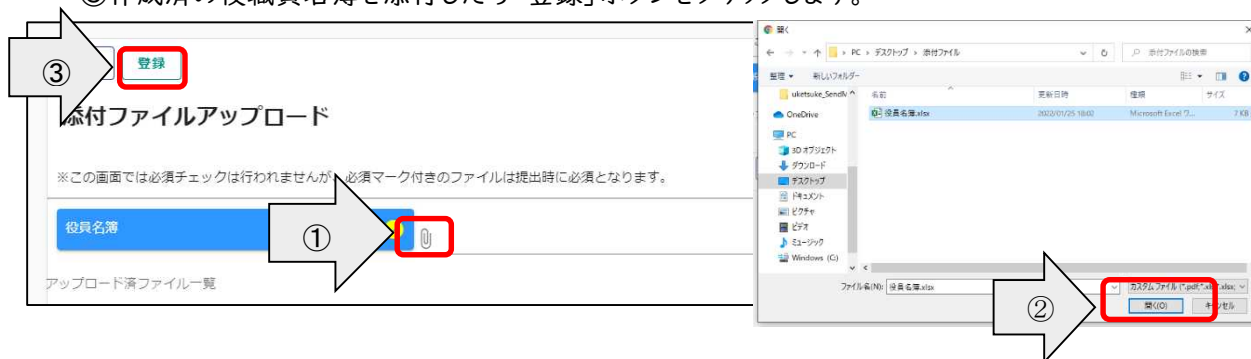 ③作成済の役職員名簿を添付したら「登録」ボタンをクリックします。
③
登録
添付ファイルアップロード
※この画面では必須チェックは行われませんが、必須マーク付きのファイルは提出時に必須となります。
役員名簿
①
アップロード済ファイル一覧
開く
PC > デスクトップ > 添付ファイル
添付ファイルの検索
整理 新しいフォルダー
名前 更新日時 種類 サイズ
役員名簿.xlsx 2022/01/25 18:02 Microsoft Excel ワ... 7 KB
OneDrive
PC
3D オブジェクト
ダウンロード
デスクトップ
ドキュメント
ピクチャ
ビデオ
ミュージック
Windows (C:)
ファイル名(N): 役員名簿.xlsx
②
開く(O)
キャンセル